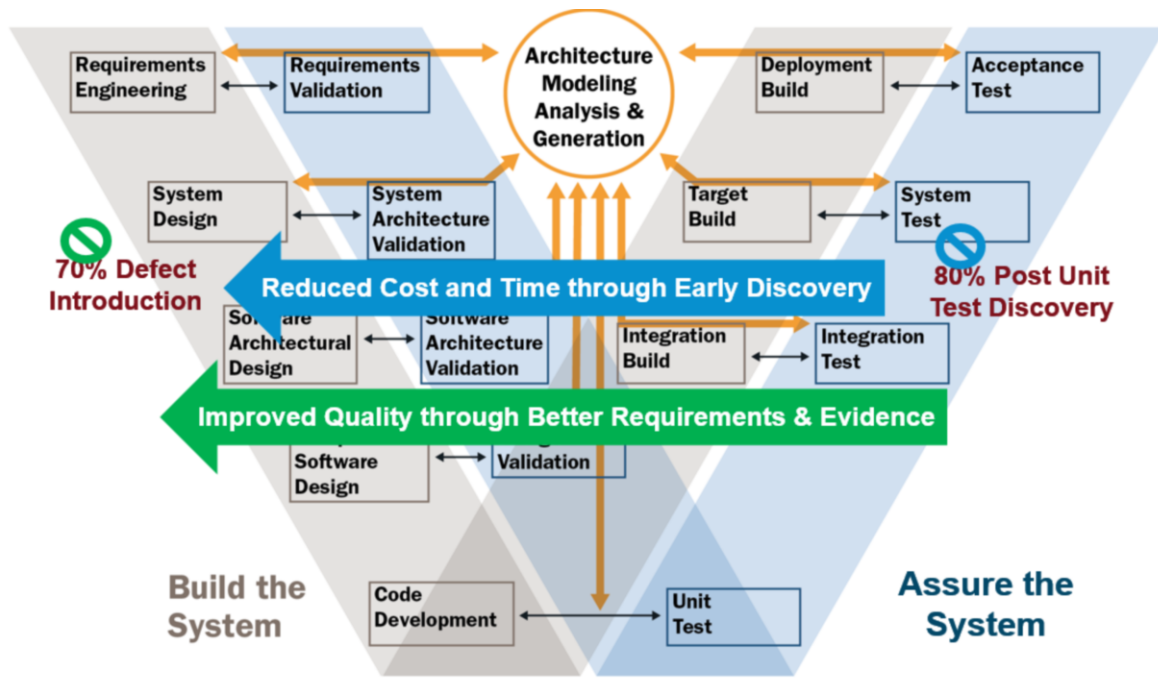 Requirements
Engineering
Requirements
Validation
Architecture
Modeling
Analysis &
Generation
Deployment
Build
Acceptance
Test
System
Design
System
Architecture
Validation
Target
Build
System
Test
70% Defect
Introduction
80% Post Unit
Test Discovery
Reduced Cost and Time through Early Discovery
Software
Architectural
Design
Software
Architecture
Validation
Integration
Build
Integration
Test
Improved Quality through Better Requirements & Evidence
Software
Design
Validation
Build the
System
Code
Development
Unit
Test
Assure the
System